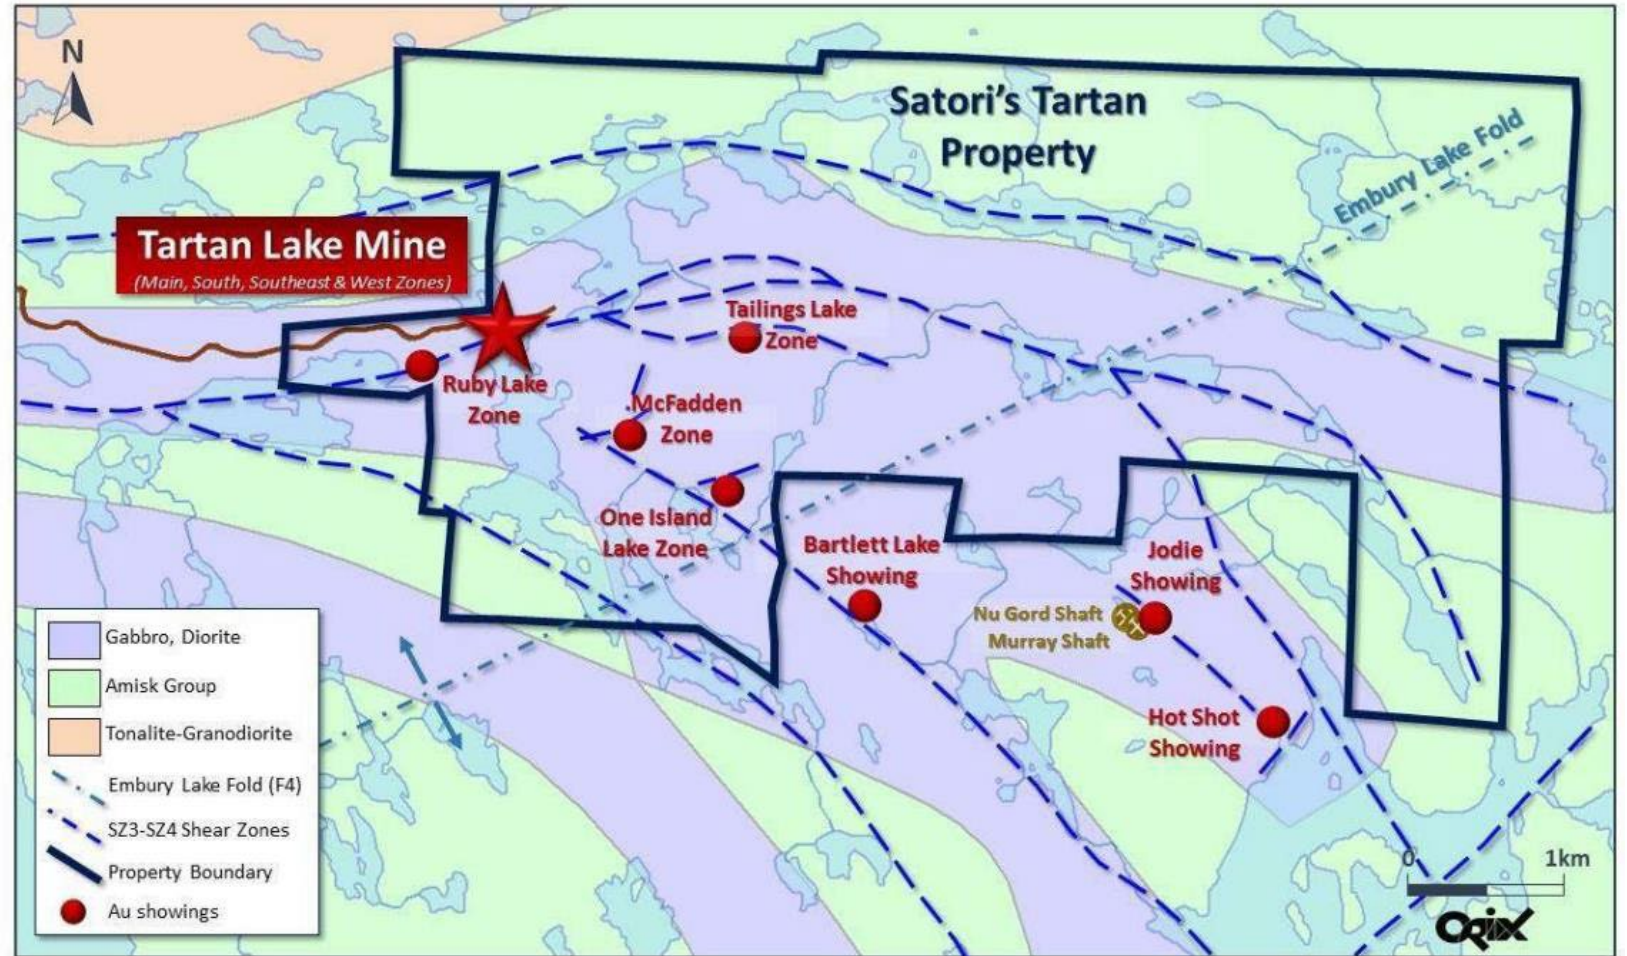 N
Satori's Tartan
Property
Embury Lake Fold
Tartan Lake Mine
(Main, South, Southeast & West Zones)
Tailings Lake
Zone
Ruby Lake
Zone
McFadden
Zone
One Island
Lake Zone
Bartlett Lake
Showing
Jodie
Showing
Nu Gord Shaft
Murray Shaft
Hot Shot
Showing
Gabbro, Diorite
Amisk Group
Tonalite-Granodiorite
Embury Lake Fold (F4)
SZ3-SZ4 Shear Zones
Property Boundary
Au showings
0 1km
Orix